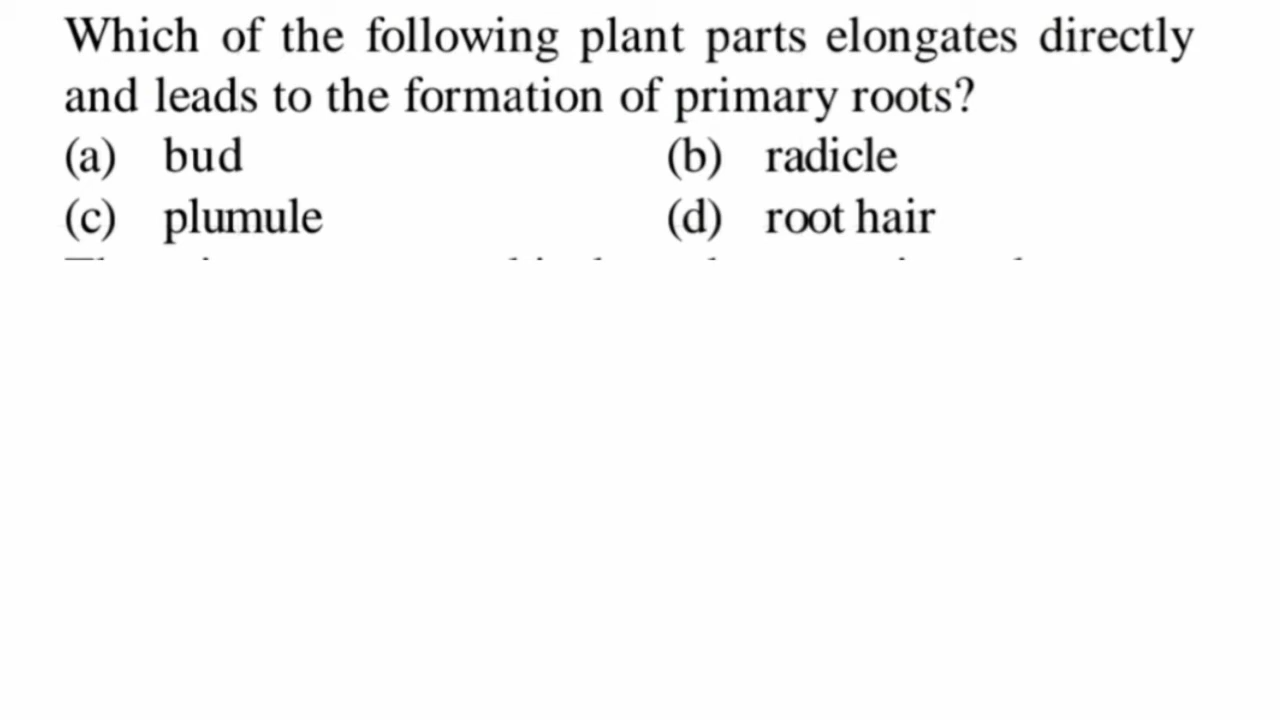 Which of the following plant parts elongates directly
and leads to the formation of primary roots?
(a) bud (b) radicle
(c) plumule (d) root hair